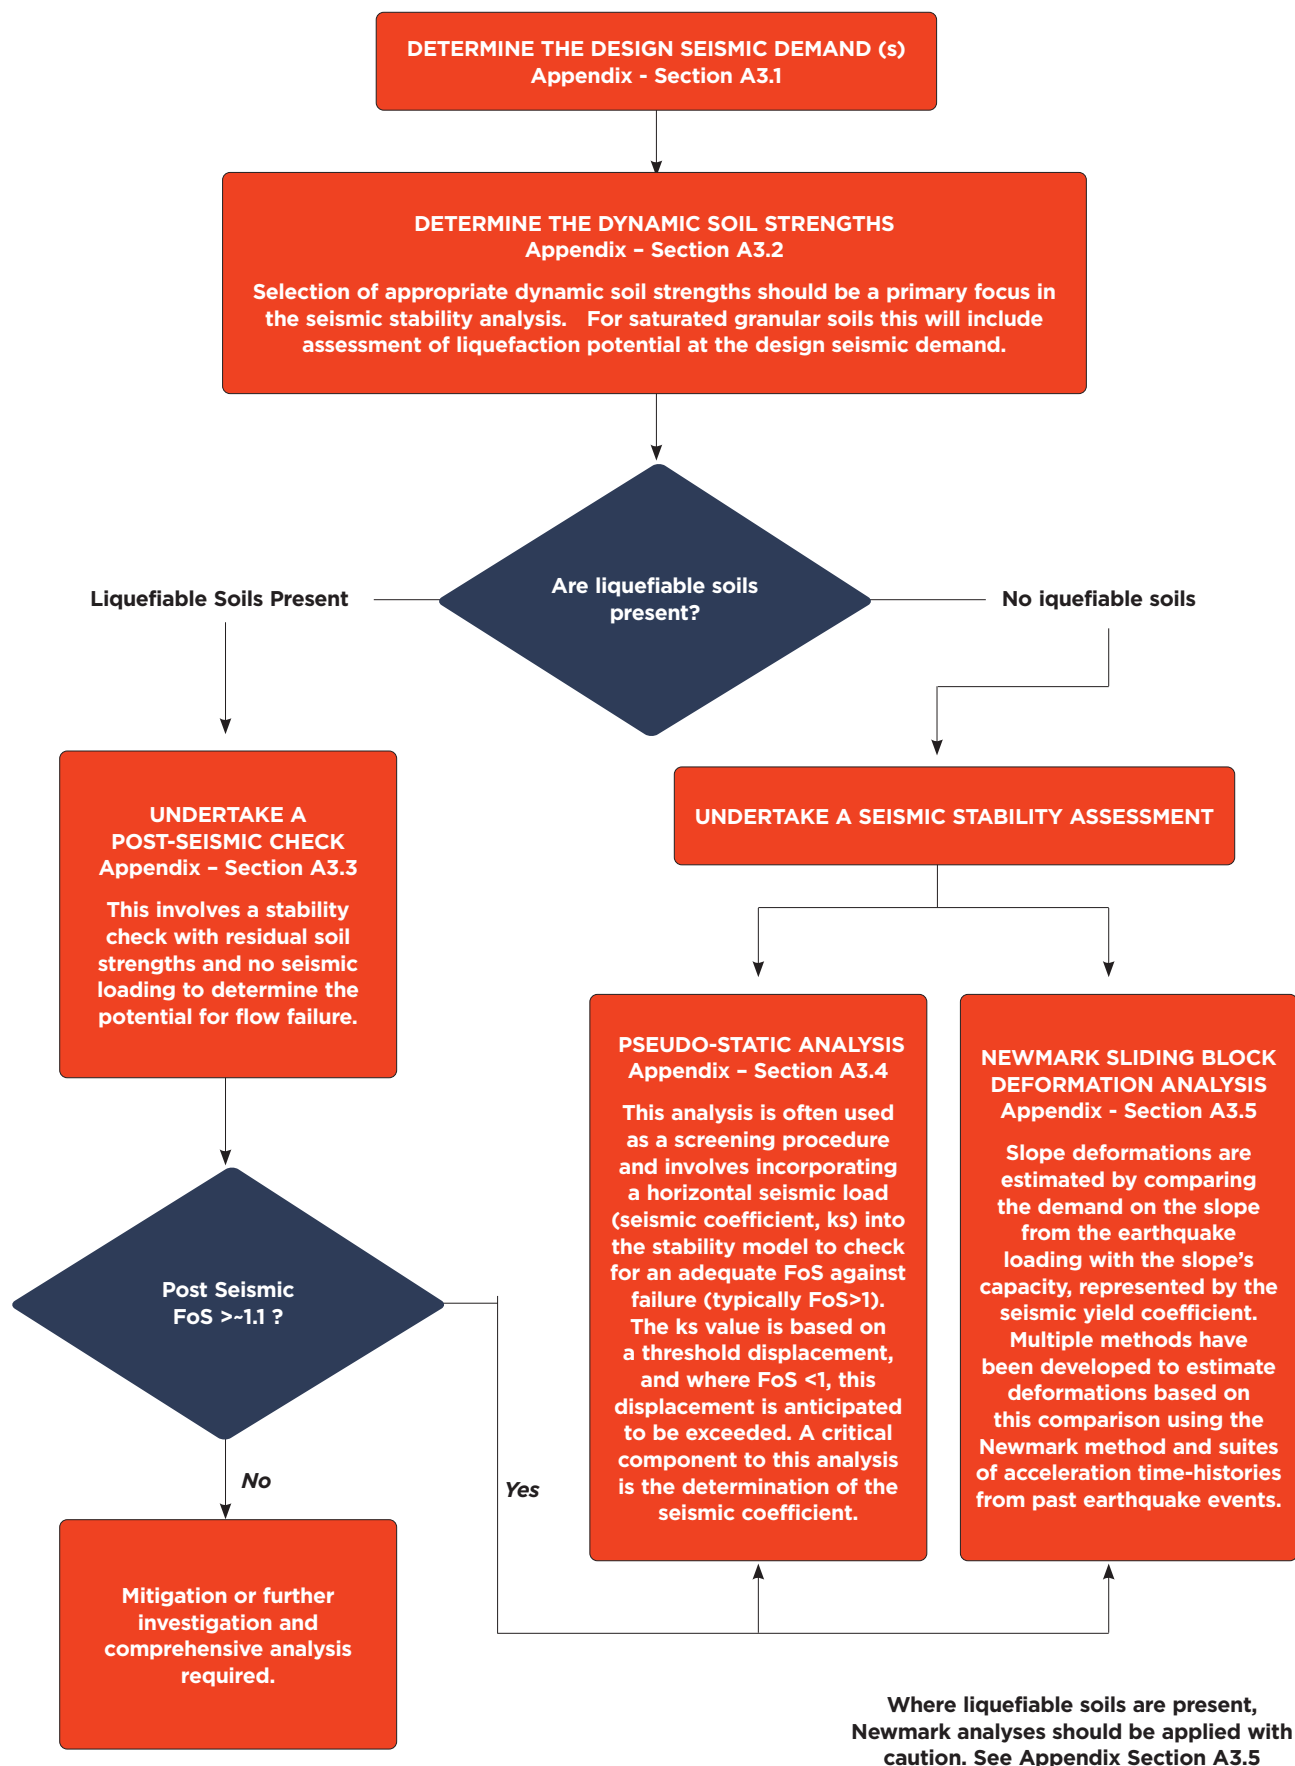 DETERMINE THE DESIGN SEISMIC DEMAND (s)
Appendix - Section A3.1
DETERMINE THE DYNAMIC SOIL STRENGTHS
Appendix – Section A3.2
Selection of appropriate dynamic soil strengths should be a primary focus in
the seismic stability analysis. For saturated granular soils this will include
assessment of liquefaction potential at the design seismic demand.
Are liquefiable soils
present?
Liquefiable Soils Present
No iquefiable soils
UNDERTAKE A
POST-SEISMIC CHECK
Appendix – Section A3.3
This involves a stability
check with residual soil
strengths and no seismic
loading to determine the
potential for flow failure.
UNDERTAKE A SEISMIC STABILITY ASSESSMENT
PSEUDO-STATIC ANALYSIS
Appendix – Section A3.4
This analysis is often used
as a screening procedure
and involves incorporating
a horizontal seismic load
(seismic coefficient, ks) into
the stability model to check
for an adequate FoS against
failure (typically FoS>1).
The ks value is based on
a threshold displacement,
and where FoS <1, this
displacement is anticipated
to be exceeded. A critical
component to this analysis
is the determination of the
seismic coefficient.
NEWMARK SLIDING BLOCK
DEFORMATION ANALYSIS
Appendix - Section A3.5
Slope deformations are
estimated by comparing
the demand on the slope
from the earthquake
loading with the slope's
capacity, represented by the
seismic yield coefficient.
Multiple methods have
been developed to estimate
deformations based on
this comparison using the
Newmark method and suites
of acceleration time-histories
from past earthquake events.
Post Seismic
FoS >~1.1 ?
No
Yes
Mitigation or further
investigation and
comprehensive analysis
required.
Where liquefiable soils are present,
Newmark analyses should be applied with
caution. See Appendix Section A3.5